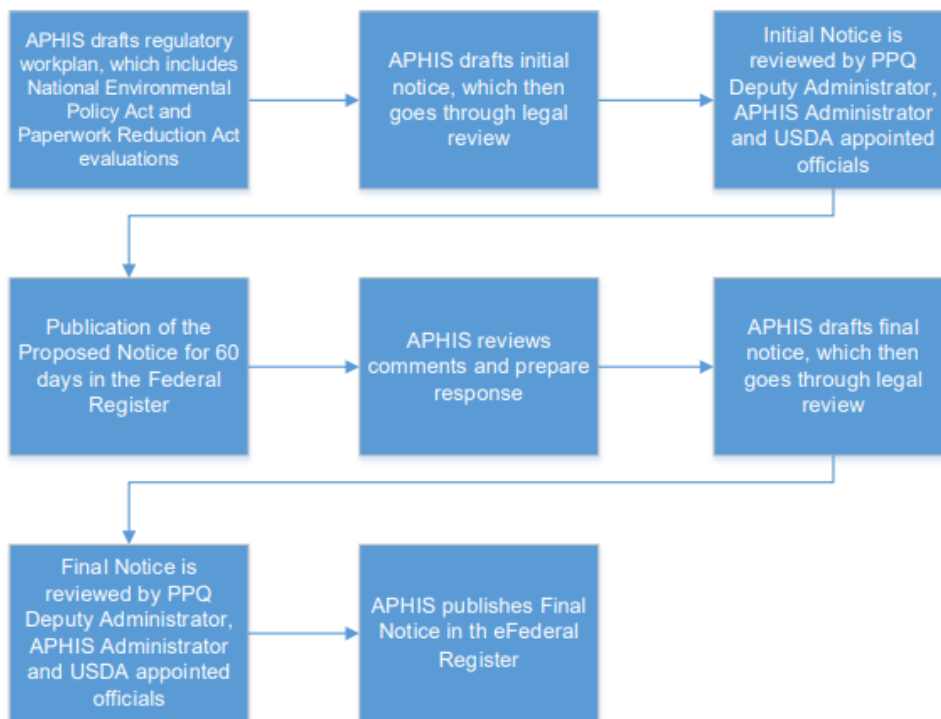 APHIS drafts regulatory
workplan, which includes
National Environmental
Policy Act and
Paperwork Reduction Act
evaluations
APHIS drafts initial
notice, which then
goes through legal
review
Initial Notice is
reviewed by PPQ
Deputy Administrator,
APHIS Administrator
and USDA appointed
officials
Publication of the
Proposed Notice for 60
days in the Federal
Register
APHIS reviews
comments and prepare
response
APHIS drafts final
notice, which then
goes through legal
review
Final Notice is
reviewed by PPQ
Deputy Administrator,
APHIS Administrator
and USDA appointed
officials
APHIS publishes Final
Notice in th eFederal
Register